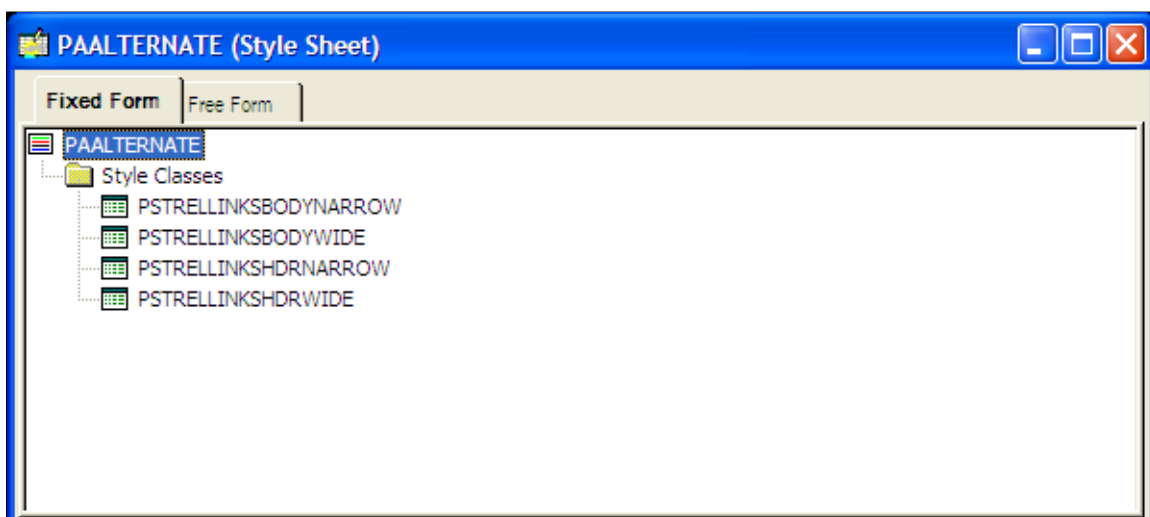 PAALTERNATE (Style Sheet)
Fixed Form Free Form
PAALTERNATE
Style Classes
PSTRELLINKSBODYNARROW
PSTRELLINKSBODYWIDE
PSTRELLINKSHDRNARROW
PSTRELLINKSHDRWIDE